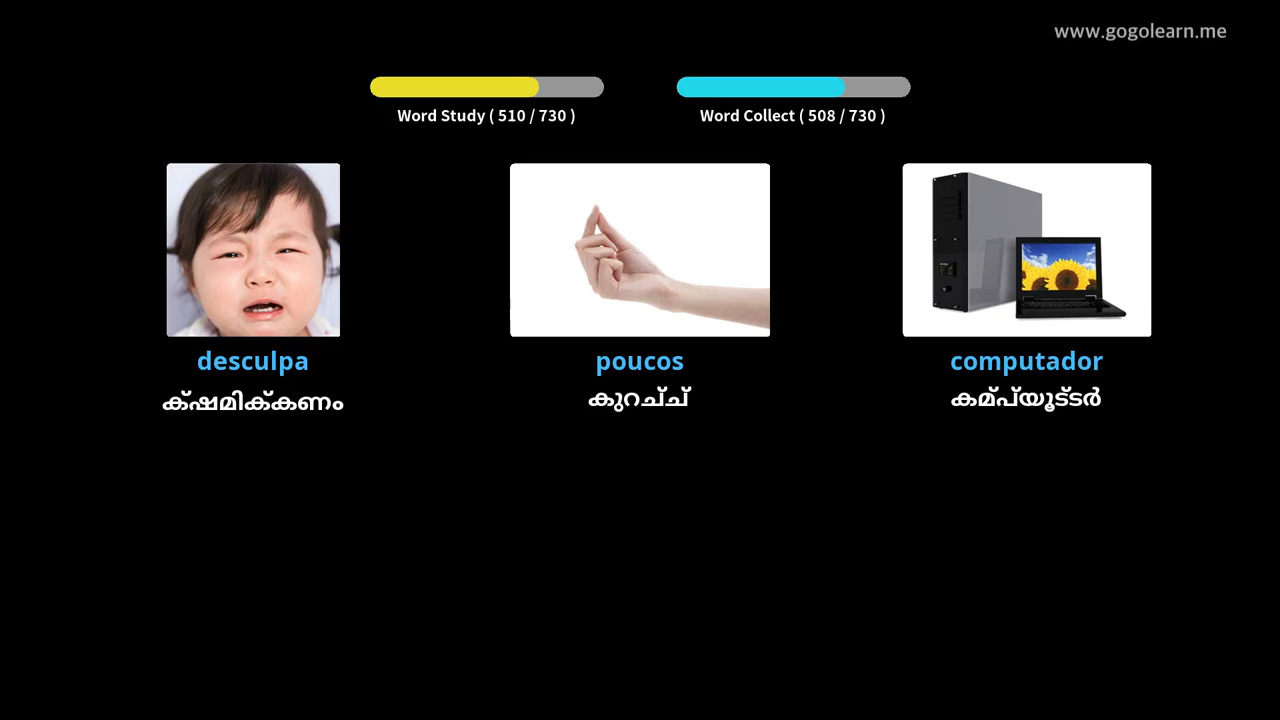 www.gogolearn.me
Word Study ( 510 / 730 )
Word Collect ( 508 / 730 )
desculpa
poucos
computador
ക്ഷമിക്കണം
കുറച്ച്
കമ്പ്യൂട്ടർ